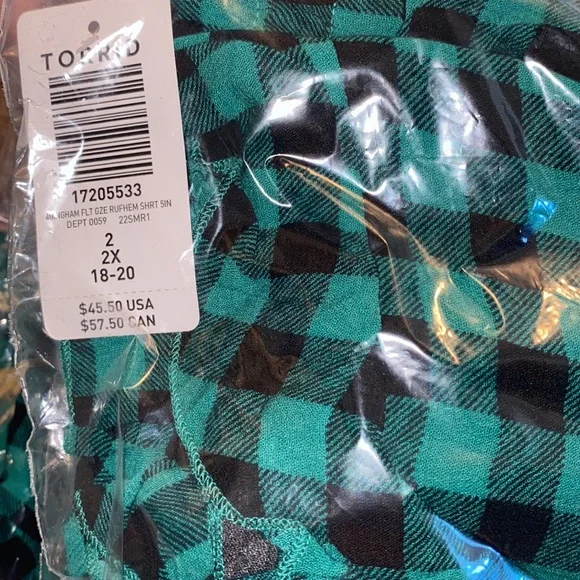 TORRID
17205533
GINGHAM FLT GZE RUFHEM SHRT 5IN
DEPT 0059 22SMR1
2
2X
18-20
$45.50 USA
$57.50 CAN